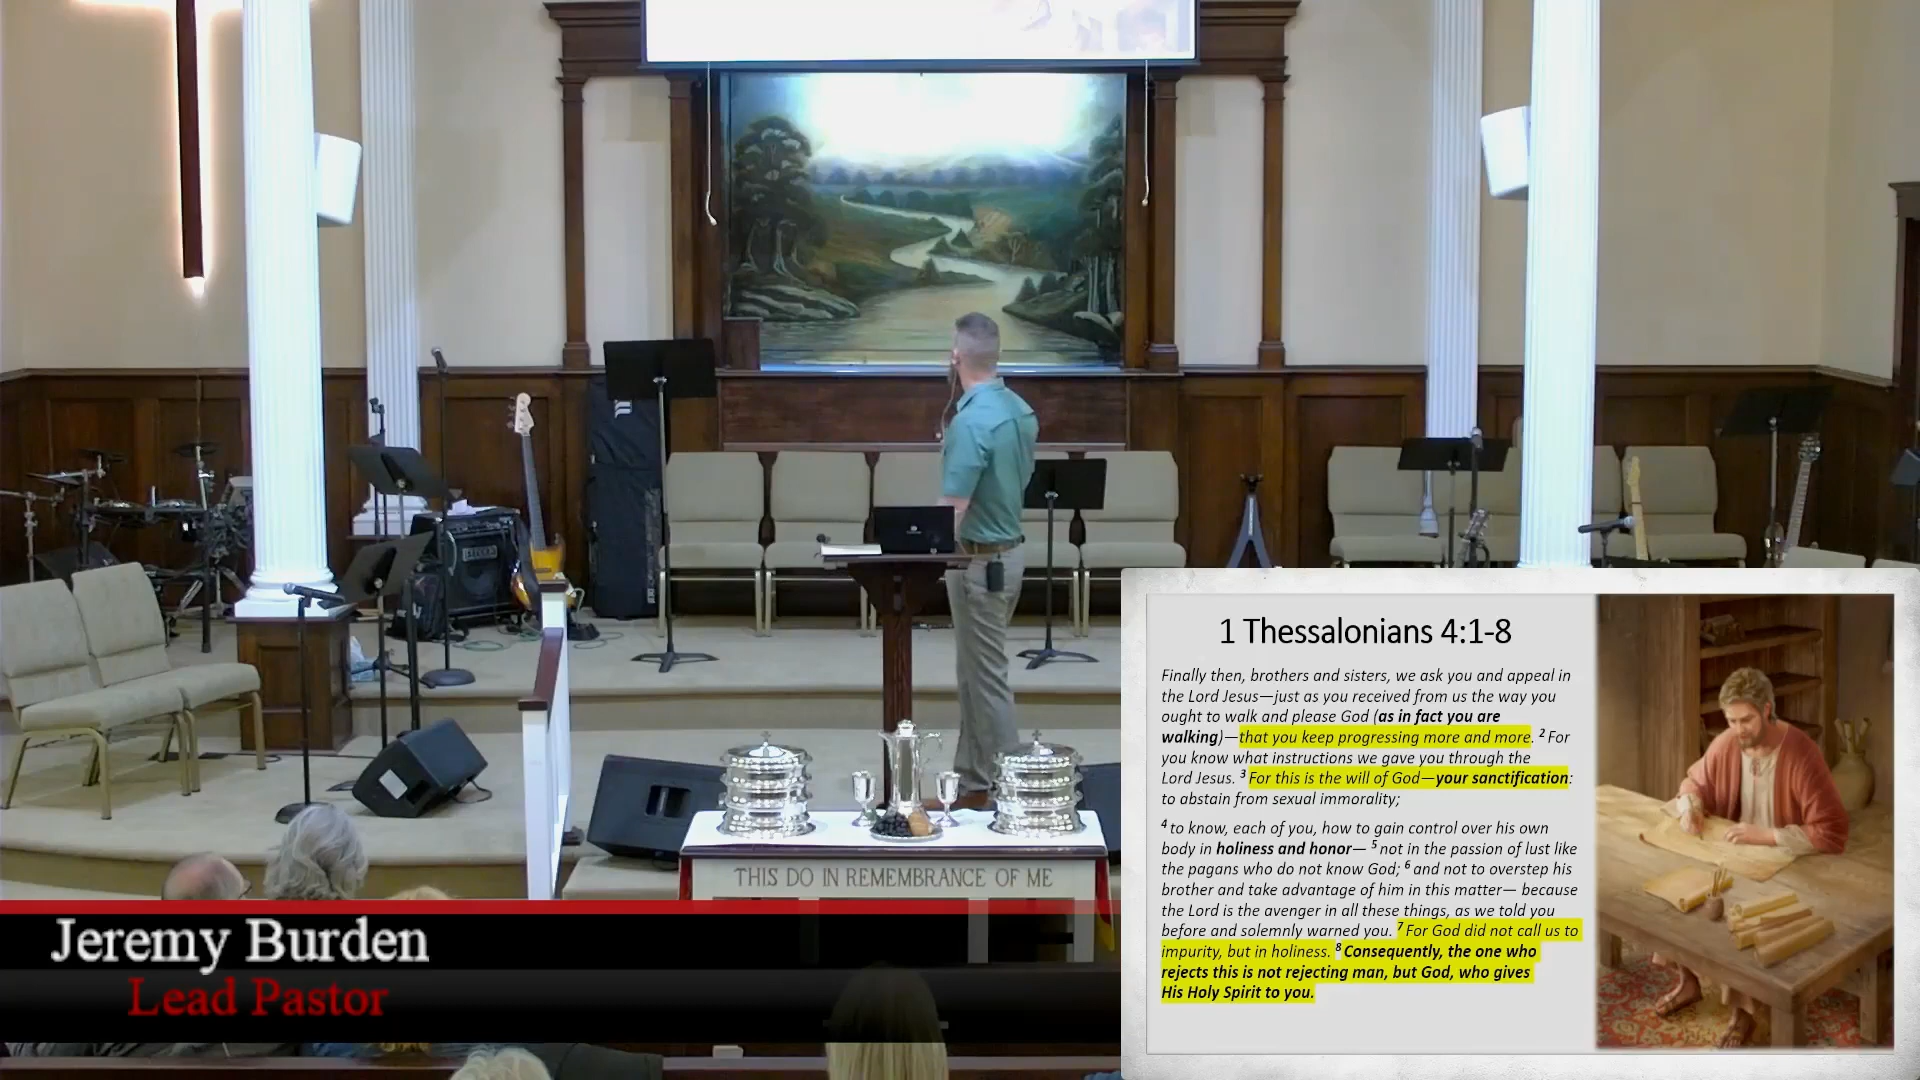 THIS DO IN REMEMBRANCE OF ME
Jeremy Burden
Lead Pastor
1 Thessalonians 4:1-8
Finally then, brothers and sisters, we ask you and appeal in
the Lord Jesus—just as you received from us the way you
ought to walk and please God (as in fact you are
walking)—that you keep progressing more and more. 2 For
you know what instructions we gave you through the
Lord Jesus. 3 For this is the will of God—your sanctification:
to abstain from sexual immorality;
4 to know, each of you, how to gain control over his own
body in holiness and honor— 5 not in the passion of lust like
the pagans who do not know God; 6 and not to overstep his
brother and take advantage of him in this matter— because
the Lord is the avenger in all these things, as we told you
before and solemnly warned you. 7 For God did not call us to
impurity, but in holiness. 8 Consequently, the one who
rejects this is not rejecting man, but God, who gives
His Holy Spirit to you.